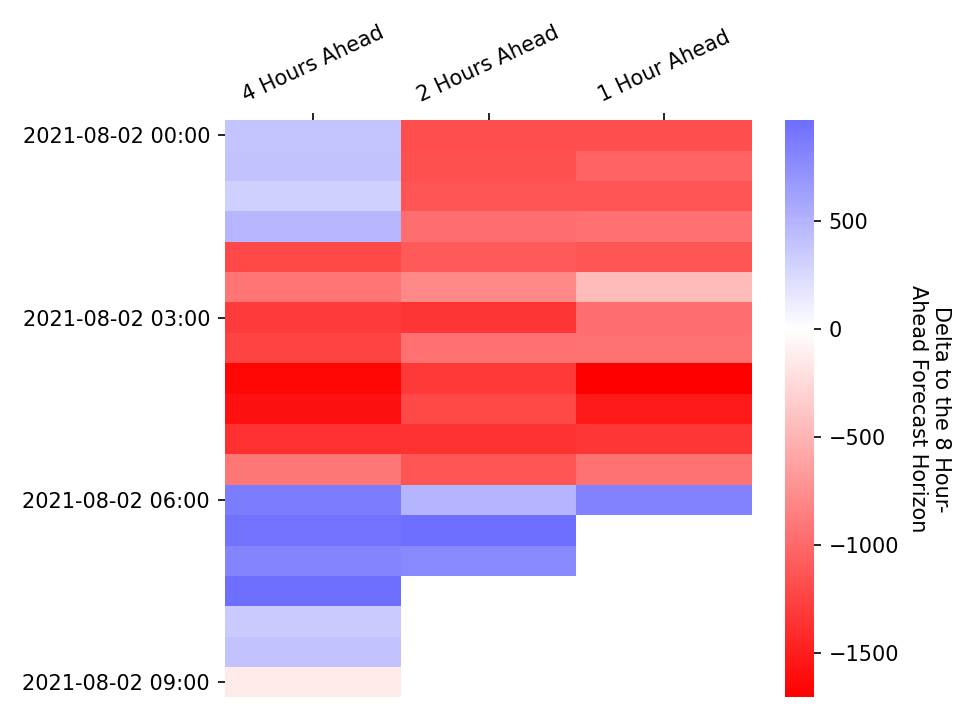 4 Hours Ahead
2 Hours Ahead
1 Hour Ahead
2021-08-02 00:00
2021-08-02 03:00
2021-08-02 06:00
2021-08-02 09:00
500
0
−500
−1000
−1500
Delta to the 8 Hour-
Ahead Forecast Horizon